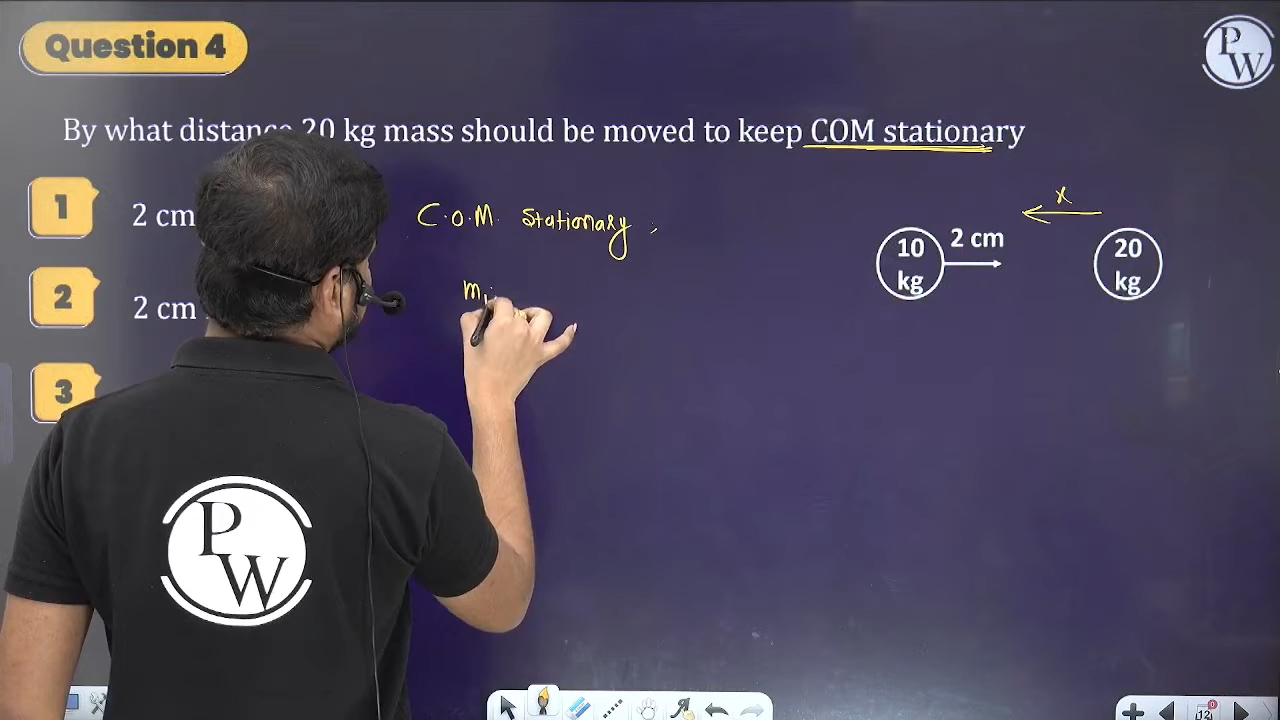 Question 4
P
W
By what distance 20 kg mass should be moved to keep COM stationary
1
2 cm
C.O.M. stationary,
x
10
kg
2 cm
20
kg
2
2 cm
m
3
P
W
12